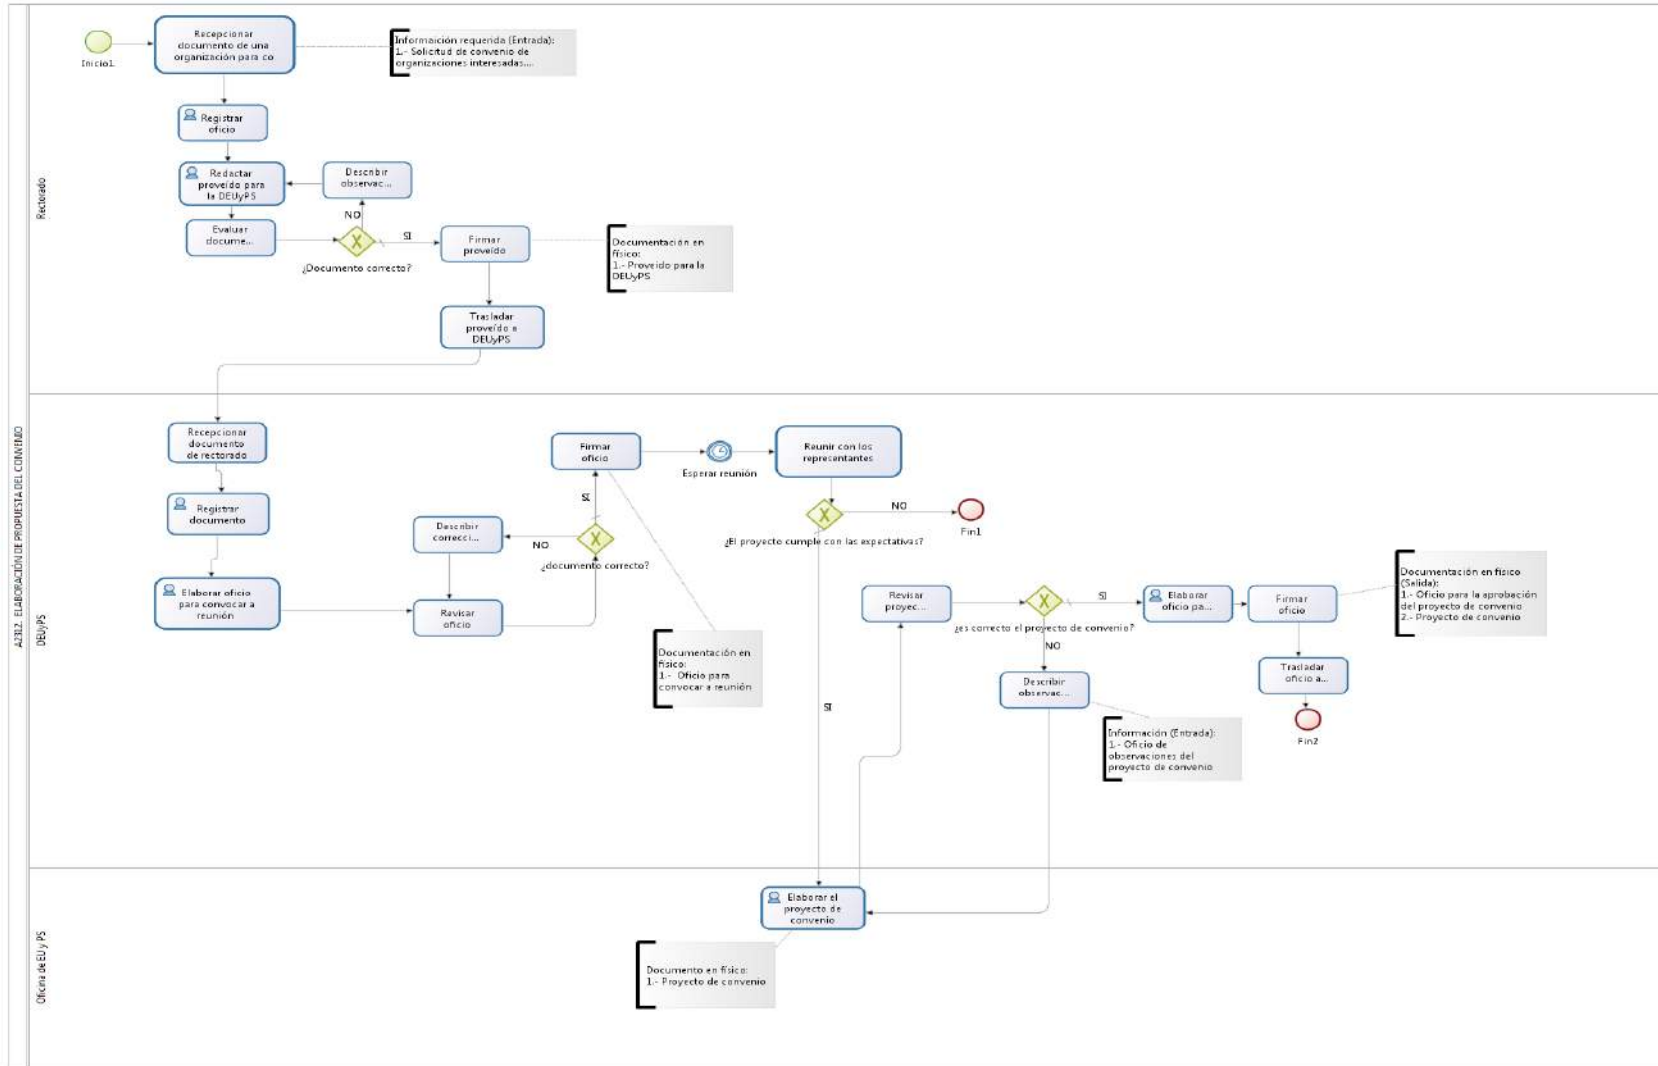 A2312. ELABORACIÓN DE PROPUESTA DEL CONVENIO
Rectorado
Inicio1
Recepcionar
documento de una
organización para co
Informaición requerida (Entrada):
1.- Solicitud de convenio de
organizaciones interesadas....
Registrar
oficio
Redactar
proveído para
la DEUyPS
Describir
observac...
NO
Evaluar
docume...
¿Documento correcto?
SI
Firmar
proveído
Documentación en
físico:
1.- Proveido para la
DEUyPS
Trasladar
proveído a
DEUyPS
DEUyPS
Recepcionar
documento
de rectorado
Registrar
documento
Elaborar oficio
para convocar a
reunión
Describir
correcci...
Revisar
oficio
NO
¿documento correcto?
SI
Firmar
oficio
Documentación en
físico:
1.- Oficio para
convocar a reunión
Esperar reunión
Reunir con los
representantes
¿El proyecto cumple con las expectativas?
NO
Fin1
SI
Revisar
proyec...
¿es correcto el proyecto de convenio?
SI
NO
Elaborar
oficio pa...
Firmar
oficio
Documentación en físico
(Salida):
1.- Oficio para la aprobación
del proyecto de convenio
2.- Proyecto de convenio
Describir
observac...
Información (Entrada):
1.- Oficio de
observaciones del
proyecto de convenio
Trasladar
oficio a...
Fin2
Oficina de EU y PS
Elaborar el
proyecto de
convenio
Documento en físico:
1.- Proyecto de convenio